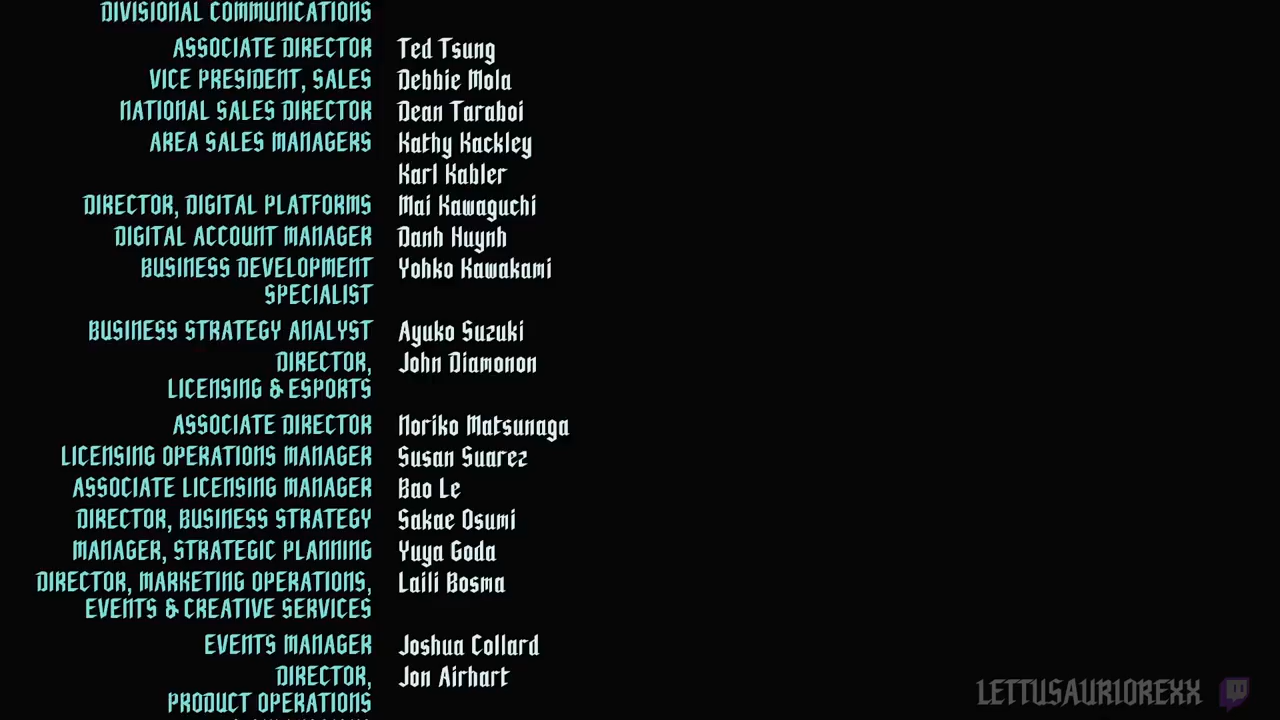 DIVISIONAL COMMUNICATIONS
ASSOCIATE DIRECTOR Ted Tsung
VICE PRESIDENT, SALES Debbie Mola
NATIONAL SALES DIRECTOR Dean Taraboi
AREA SALES MANAGERS Kathy Kackley
Karl Kahler
DIRECTOR, DIGITAL PLATFORMS Mai Kawaguchi
DIGITAL ACCOUNT MANAGER Danh Huynh
BUSINESS DEVELOPMENT Yohko Kawakami
SPECIALIST
BUSINESS STRATEGY ANALYST Ayuko Suzuki
DIRECTOR, John Diamonon
LICENSING & ESPORTS
ASSOCIATE DIRECTOR Noriko Matsunaga
LICENSING OPERATIONS MANAGER Susan Suarez
ASSOCIATE LICENSING MANAGER Bao Le
DIRECTOR, BUSINESS STRATEGY Sakae Osumi
MANAGER, STRATEGIC PLANNING Yuya Goda
DIRECTOR, MARKETING OPERATIONS, Laili Bosma
EVENTS & CREATIVE SERVICES
EVENTS MANAGER Joshua Collard
DIRECTOR, Jon Airhart
PRODUCT OPERATIONS
LETTUSAURIOREXX